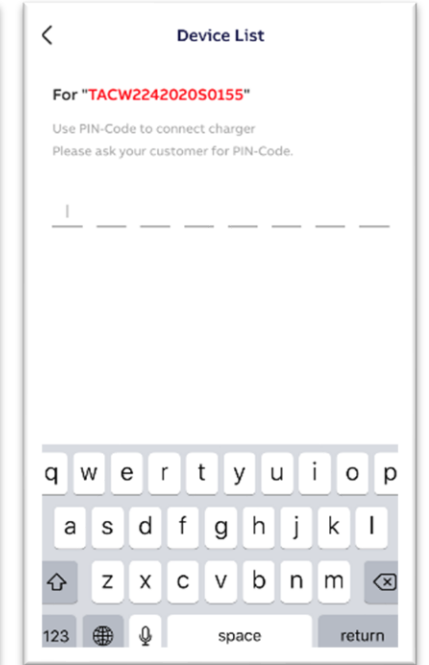 Device List
For "TACW2242020S0155"
Use PIN-Code to connect charger
Please ask your customer for PIN-Code.
q w e r t y u i o p
a s d f g h j k l
z x c v b n m
123 space return